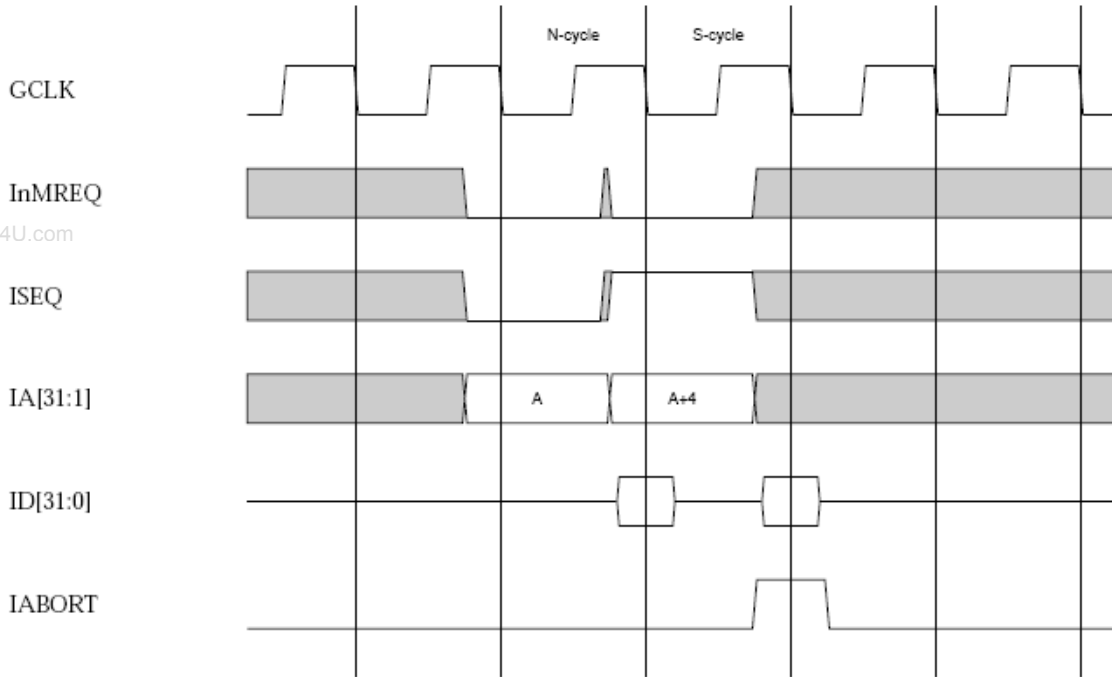 N-cycle S-cycle
GCLK
InMREQ
4U.com
ISEQ
IA[31:1] A A+4
ID[31:0]
IABORT